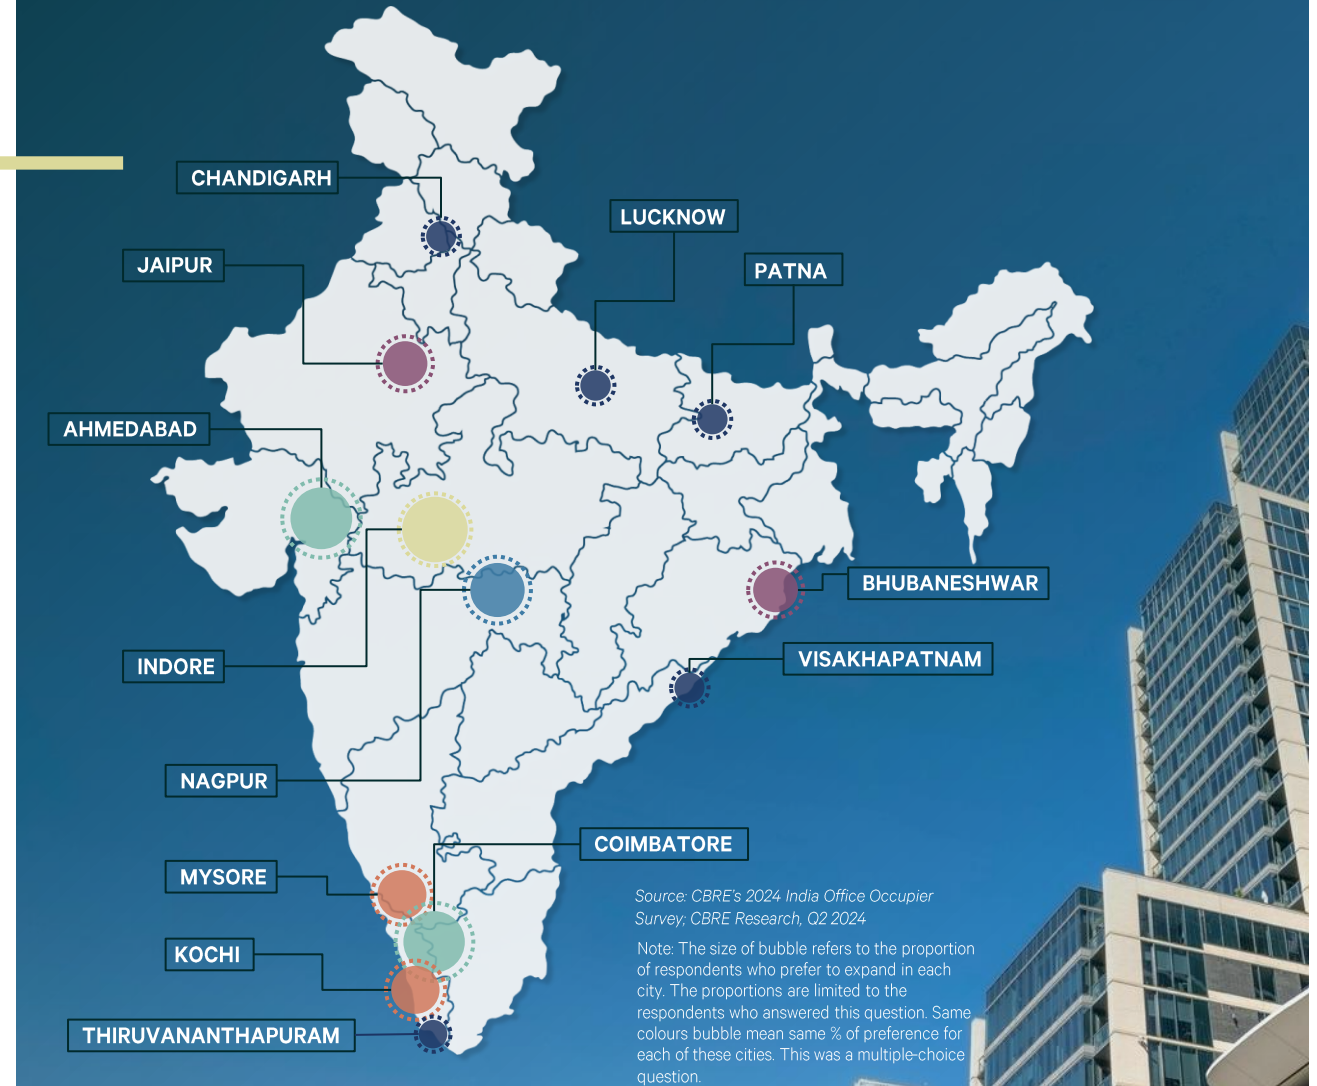 CHANDIGARH
LUCKNOW
JAIPUR
PATNA
AHMEDABAD
BHUBANESHWAR
INDORE
VISAKHAPATNAM
NAGPUR
COIMBATORE
MYSORE
KOCHI
THIRUVANANTHAPURAM
Source: CBRE's 2024 India Office Occupier
Survey; CBRE Research, Q2 2024
Note: The size of bubble refers to the proportion
of respondents who prefer to expand in each
city. The proportions are limited to the
respondents who answered this question. Same
colours bubble mean same % of preference for
each of these cities. This was a multiple-choice
question.